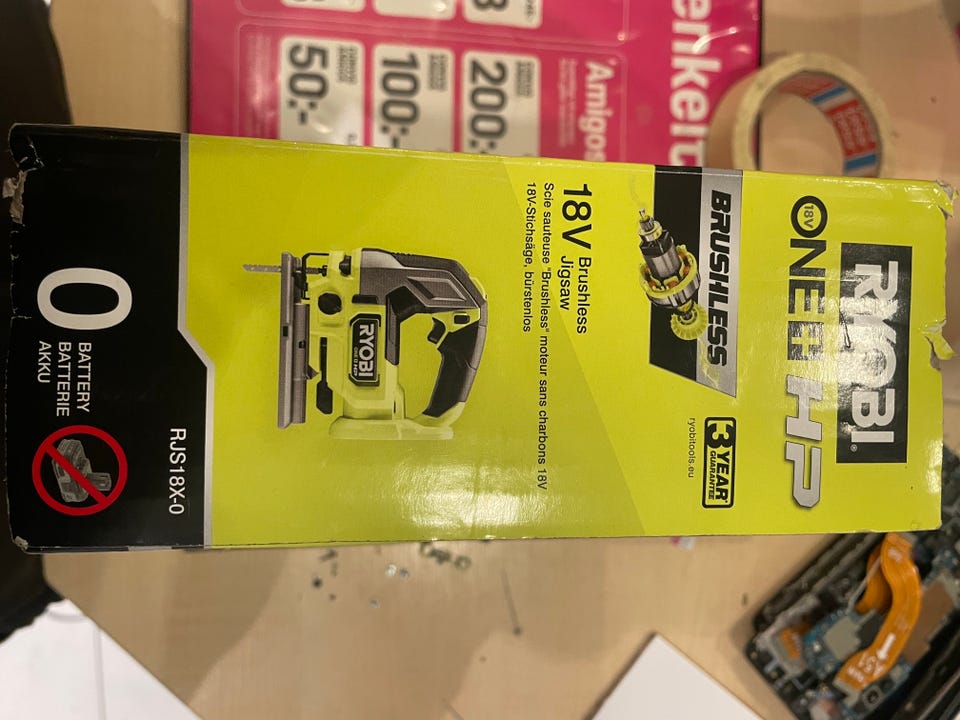 RYOBI
18V
ONE+ HP
BRUSHLESS
3 YEAR
GUARANTEE
ryobitools.eu
18V Brushless
Jigsaw
Scie sauteuse "Brushless" moteur sans charbons 18V
18V-Stichsäge, bürstenlos
RYOBI
RJS18X-0
0
BATTERY
BATTERIE
AKKU
erkelt
'Amigos
200:-
100:-
50:-